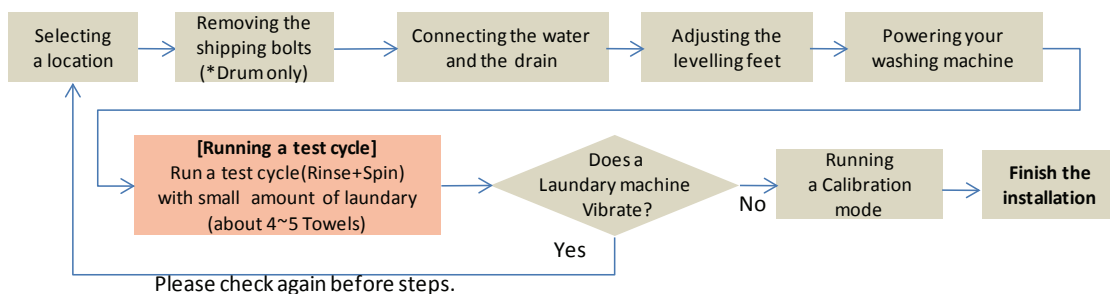 Selecting
a location
Removing the
shipping bolts
(*Drum only)
Connecting the water
and the drain
Adjusting the
levelling feet
Powering your
washing machine
[Running a test cycle]
Run a test cycle(Rinse+Spin)
with small amount of laundary
(about 4~5 Towels)
Does a
Laundary machine
Vibrate?
No
Running
a Calibration
mode
Finish the
installation
Yes
Please check again before steps.